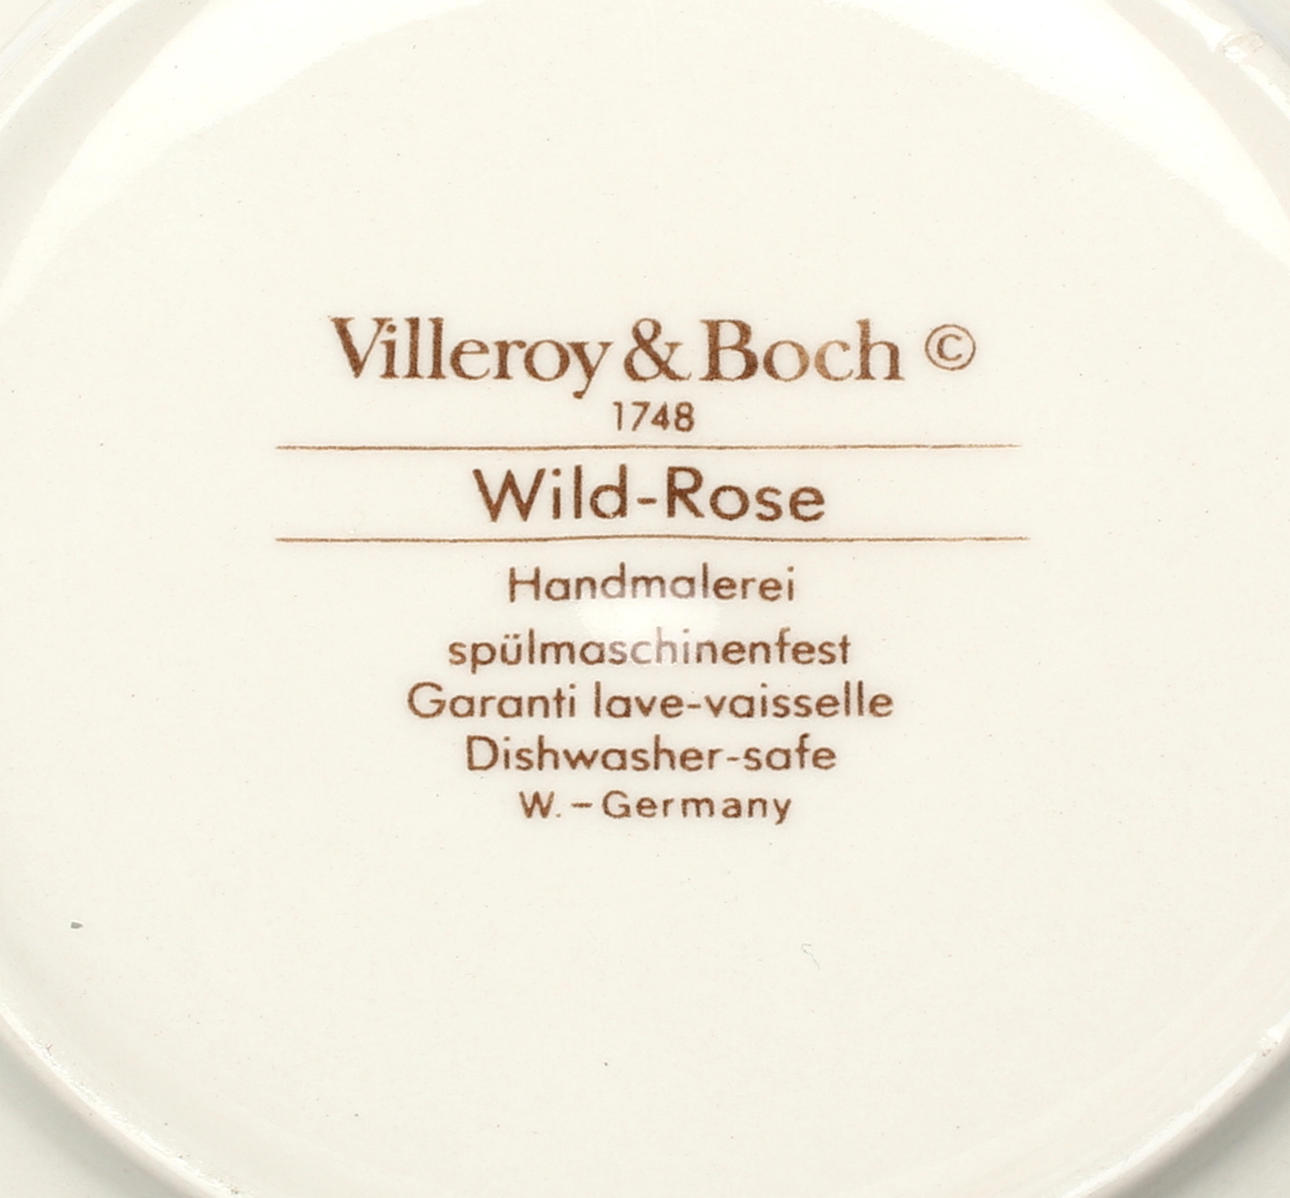 Villeroy & Boch ©
1748
Wild-Rose
Handmalerei
spülmaschinenfest
Garanti lave-vaisselle
Dishwasher-safe
W. – Germany